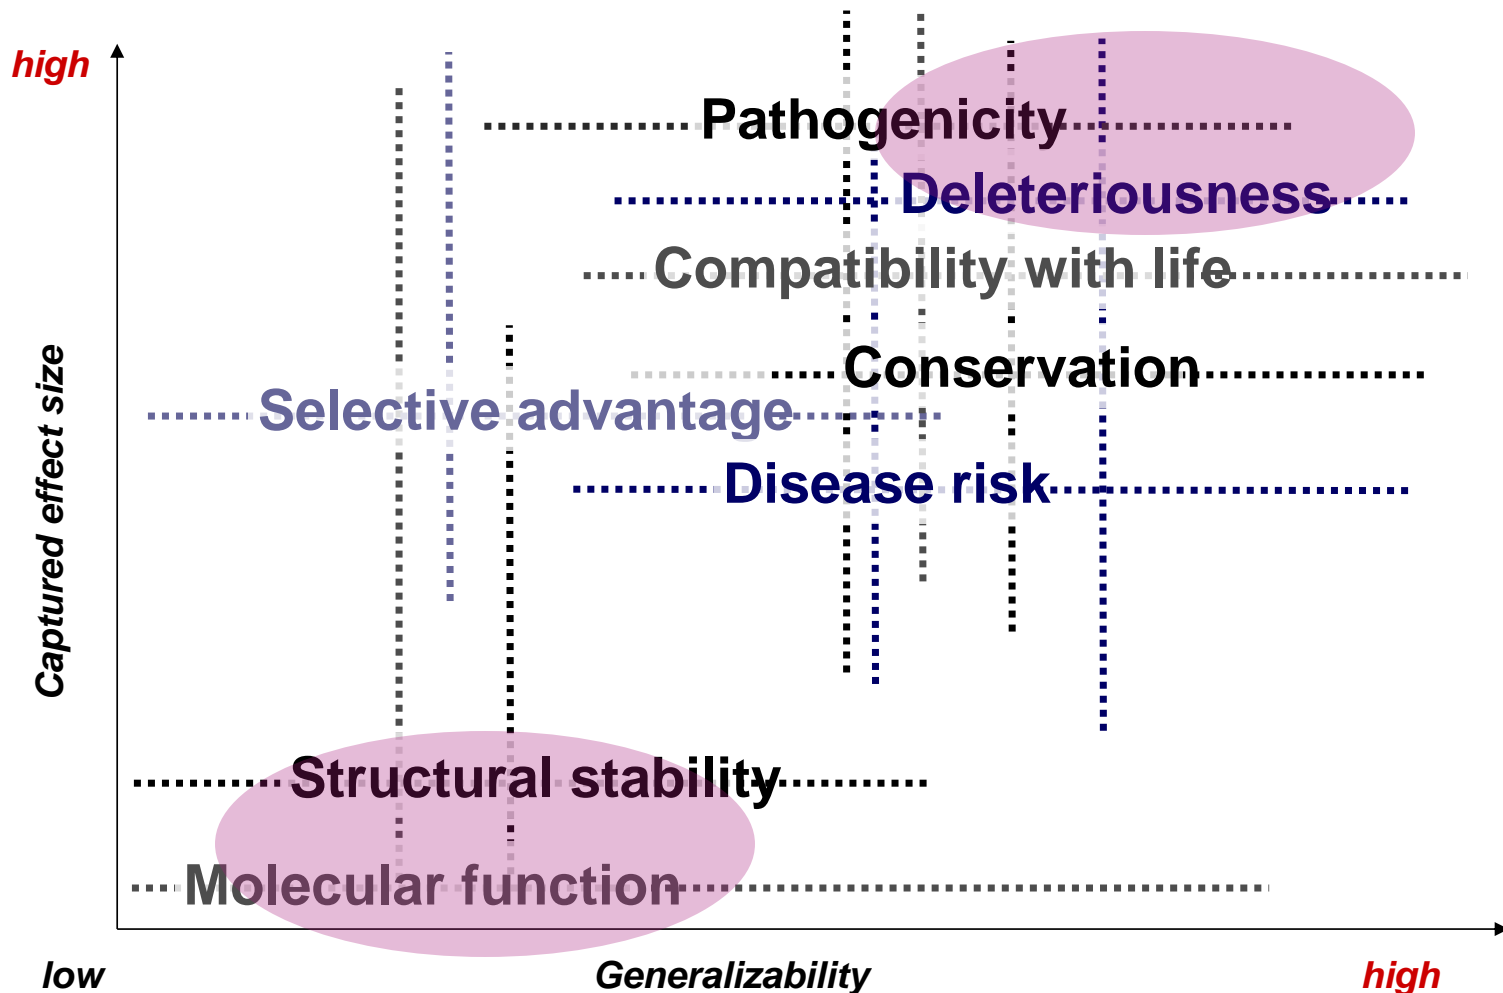 high
Pathogenicity
Deleteriousness
Compatibility with life
Conservation
Selective advantage
Disease risk
Captured effect size
Structural stability
Molecular function
low
Generalizability
high